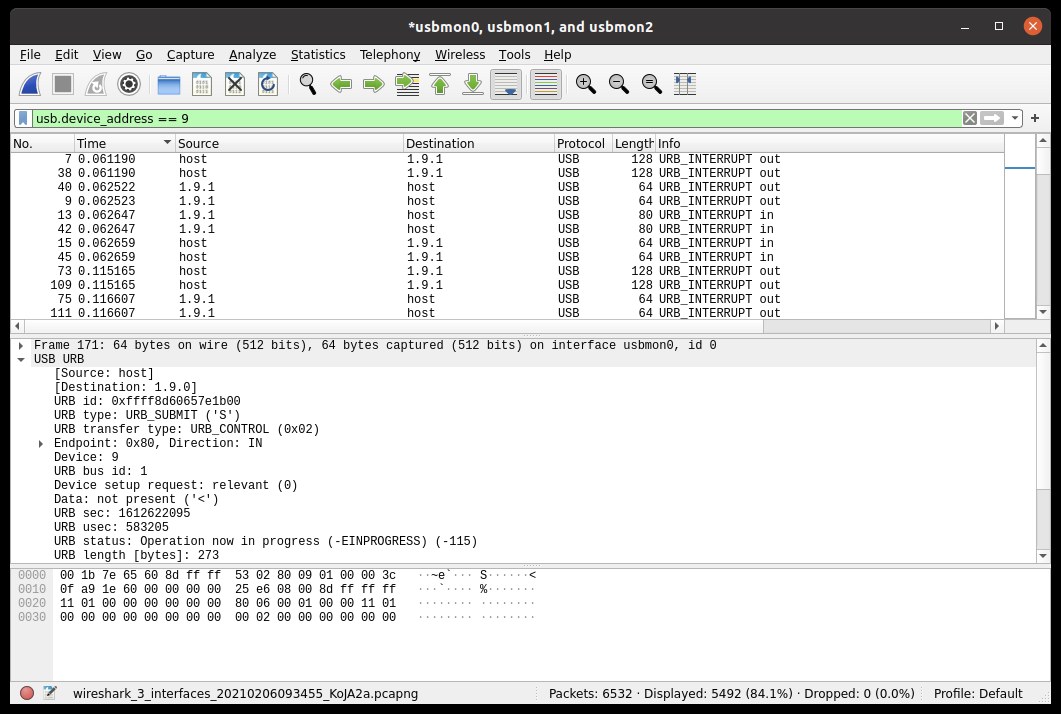 *usbmon0, usbmon1, and usbmon2
File Edit View Go Capture Analyze Statistics Telephony Wireless Tools Help
usb.device_address == 9
No. Time Source Destination Protocol Length Info
7 0.061190 host 1.9.1 USB 128 URB_INTERRUPT out
38 0.061190 host 1.9.1 USB 128 URB_INTERRUPT out
40 0.062522 1.9.1 host USB 64 URB_INTERRUPT out
9 0.062523 1.9.1 host USB 64 URB_INTERRUPT out
13 0.062647 1.9.1 host USB 80 URB_INTERRUPT in
42 0.062647 1.9.1 host USB 80 URB_INTERRUPT in
15 0.062659 host 1.9.1 USB 64 URB_INTERRUPT in
45 0.062659 host 1.9.1 USB 64 URB_INTERRUPT in
73 0.115165 host 1.9.1 USB 128 URB_INTERRUPT out
109 0.115165 host 1.9.1 USB 128 URB_INTERRUPT out
75 0.116607 1.9.1 host USB 64 URB_INTERRUPT out
111 0.116607 1.9.1 host USB 64 URB_INTERRUPT out
Frame 171: 64 bytes on wire (512 bits), 64 bytes captured (512 bits) on interface usbmon0, id 0
USB URB
[Source: host]
[Destination: 1.9.0]
URB id: 0xffff8d60657e1b00
URB type: URB_SUBMIT ('S')
URB transfer type: URB_CONTROL (0x02)
Endpoint: 0x80, Direction: IN
Device: 9
URB bus id: 1
Device setup request: relevant (0)
Data: not present ('<')
URB sec: 1612622095
URB usec: 583205
URB status: Operation now in progress (-EINPROGRESS) (-115)
URB length [bytes]: 273
0000 00 1b 7e 65 60 8d ff ff 53 02 80 09 01 00 00 3c ··~e`··· S······<
0010 0f a9 1e 60 00 00 00 00 25 e6 08 00 8d ff ff ff ···`···· %·······
0020 11 01 00 00 00 00 00 00 80 06 00 01 00 00 11 01 ········ ········
0030 00 00 00 00 00 00 00 00 00 02 00 00 00 00 00 00 ········ ········
wireshark_3_interfaces_20210206093455_KoJA2a.pcapng Packets: 6532 · Displayed: 5492 (84.1%) · Dropped: 0 (0.0%) Profile: Default